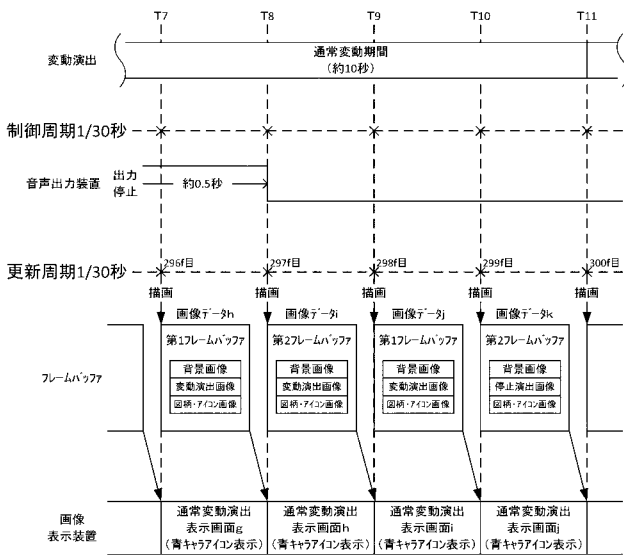 T7 T8 T9 T10 T11
変動演出
通常変動期間
(約10秒)
制御周期1/30秒
音声出力装置
出力
停止
約0.5秒
更新周期1/30秒
296f目 297f目 298f目 299f目 300f目
描画 描画 描画 描画 描画
画像データh 画像データi 画像データj 画像データk
フレームバッファ
第1フレームバッファ 第2フレームバッファ 第1フレームバッファ 第2フレームバッファ
背景画像 背景画像 背景画像 背景画像
変動演出画像 変動演出画像 変動演出画像 停止演出画像
図柄・アイコン画像 図柄・アイコン画像 図柄・アイコン画像 図柄・アイコン画像
画像
表示装置
通常変動演出 通常変動演出 通常変動演出 通常変動演出
表示画面g 表示画面h 表示画面i 表示画面j
(青キャラアイコン表示) (青キャラアイコン表示) (青キャラアイコン表示) (青キャラアイコン表示)